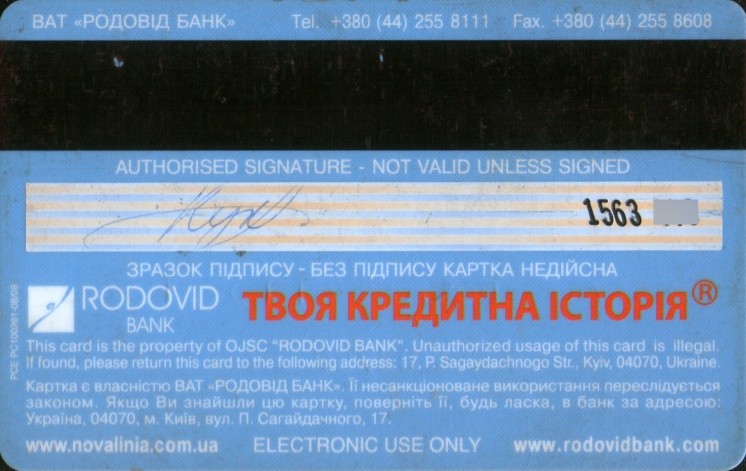 ВАТ «РОДОВІД БАНК» Tel. +380 (44) 255 8111 Fax. +380 (44) 255 8608
AUTHORISED SIGNATURE - NOT VALID UNLESS SIGNED
1563
ЗРАЗОК ПІДПИСУ - БЕЗ ПІДПИСУ КАРТКА НЕДІЙСНА
RODOVID
BANK
ТВОЯ КРЕДИТНА ІСТОРІЯ®
This card is the property of OJSC "RODOVID BANK". Unauthorized usage of this card is illegal.
If found, please return this card to the following address: 17, P. Sagaydachnogo Str., Kyiv, 04070, Ukraine.
Картка є власністю ВАТ «РОДОВІД БАНК». Її несанкціоноване використання переслідується
законом. Якщо Ви знайшли цю картку, поверніть її, будь ласка, в банк за адресою:
Україна, 04070, м. Київ, вул. П. Сагайдачного, 17.
www.novalinia.com.ua ELECTRONIC USE ONLY www.rodovidbank.com